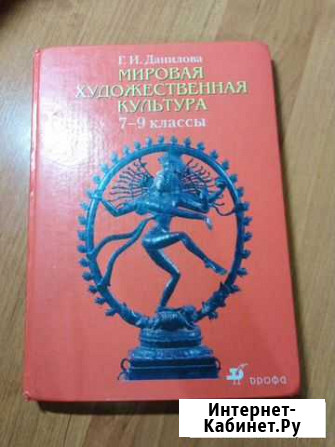 Г. И. Данилова
МИРОВАЯ
ХУДОЖЕСТВЕННАЯ
КУЛЬТУРА
7–9 классы
дрофа
Интернет-
Кабинет.Ру